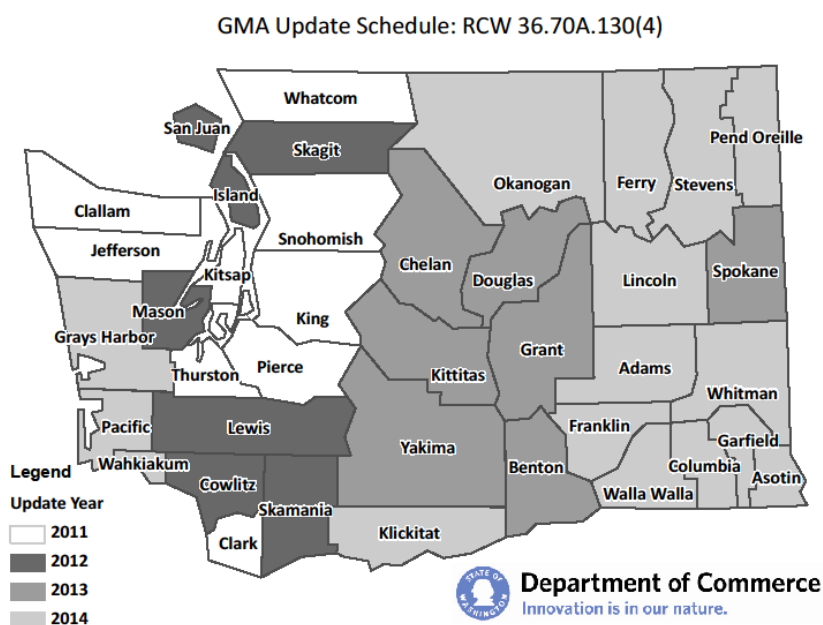 GMA Update Schedule: RCW 36.70A.130(4)
Whatcom
San Juan
Skagit
Pend Oreille
Okanogan
Ferry
Stevens
Island
Clallam
Snohomish
Jefferson
Chelan
Kitsap
Douglas
Lincoln
Spokane
Mason
King
Grays Harbor
Grant
Thurston
Pierce
Kittitas
Adams
Whitman
Pacific
Lewis
Yakima
Franklin
Garfield
Wahkiakum
Benton
Columbia
Asotin
Cowlitz
Walla Walla
Skamania
Klickitat
Clark
Legend
Update Year
2011
2012
2013
2014
STATE OF WASHINGTON
Department of Commerce
Innovation is in our nature.